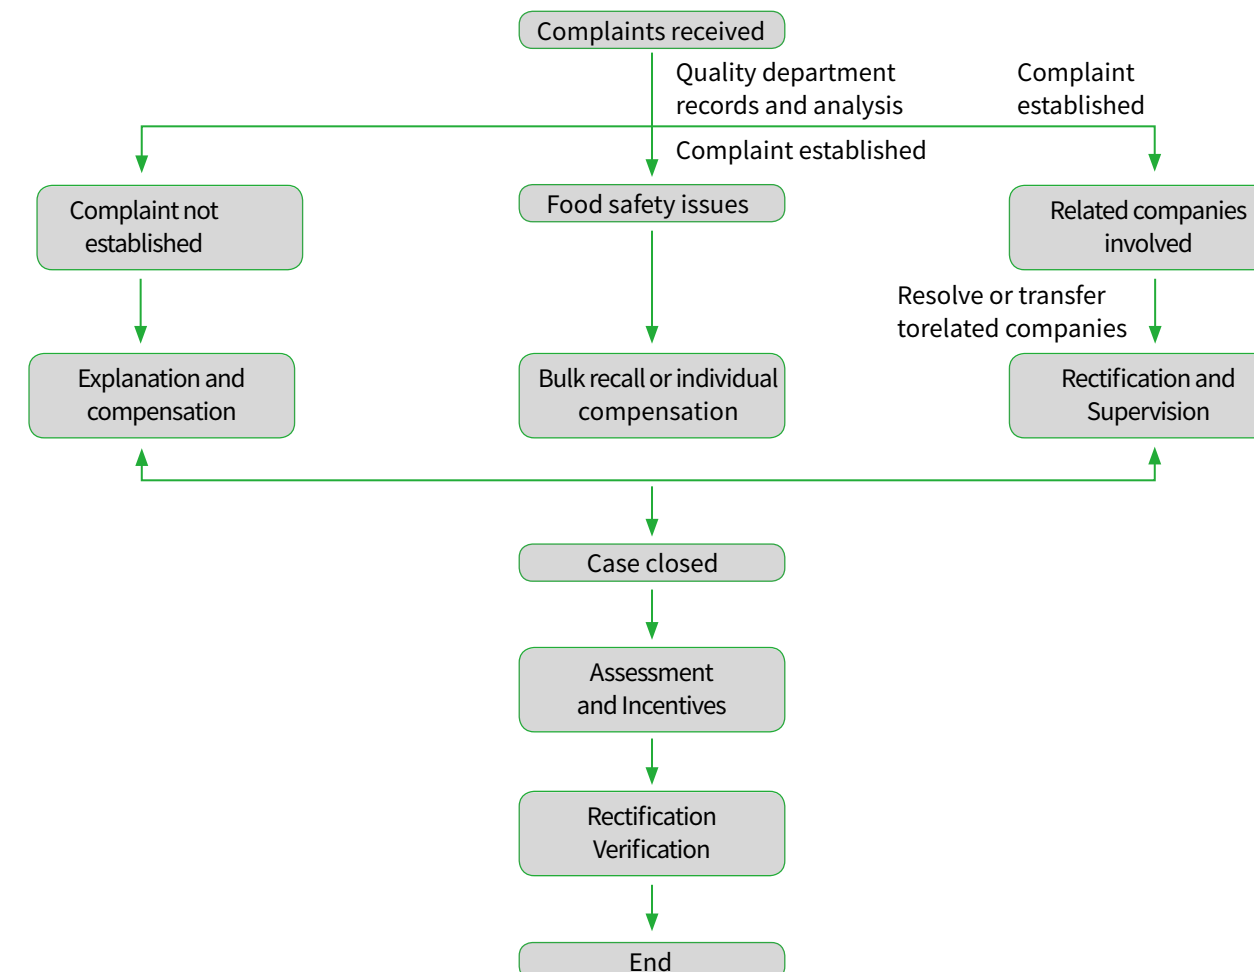 Complaints received
Quality department
records and analysis
Complaint
established
Complaint established
Complaint not
established
Food safety issues
Related companies
involved
Resolve or transfer
torelated companies
Explanation and
compensation
Bulk recall or individual
compensation
Rectification and
Supervision
Case closed
Assessment
and Incentives
Rectification
Verification
End